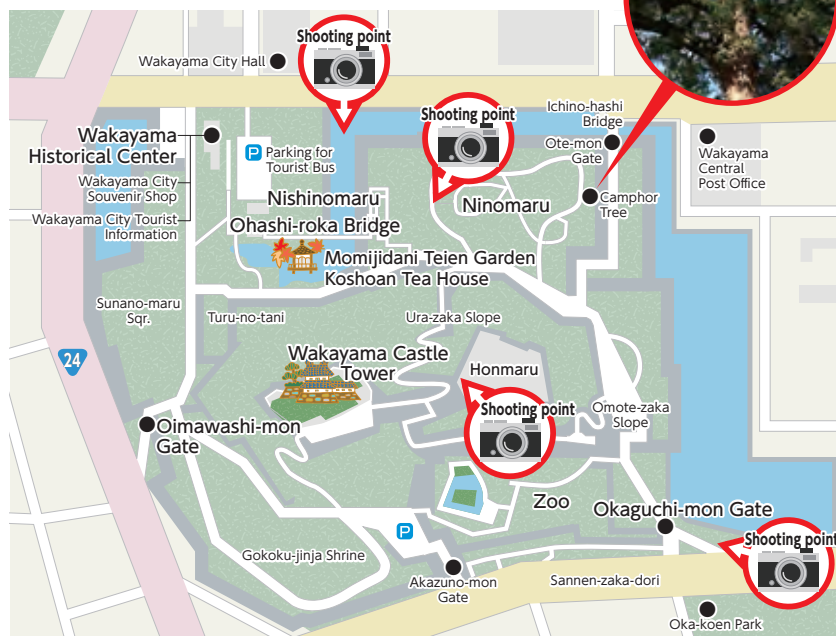 Shooting point
Wakayama City Hall
Shooting point
Ichino-hashi
Bridge
Ote-mon
Gate
Wakayama
Historical Center
P
Parking for
Tourist Bus
Wakayama
Central
Post Office
Wakayama City
Souvenir Shop
Wakayama City Tourist
Information
Nishinomaru
Ninomaru
Camphor
Tree
Ohashi-roka Bridge
Momijidani Teien Garden
Koshoan Tea House
Sunano-maru
Sqr.
Turu-no-tani
Ura-zaka Slope
24
Wakayama Castle
Tower
Honmaru
Shooting point
Omote-zaka
Slope
Oimawashi-mon
Gate
Zoo
Okaguchi-mon Gate
P
Shooting point
Gokoku-jinja Shrine
Akazuno-mon
Gate
Sannen-zaka-dori
Oka-koen Park